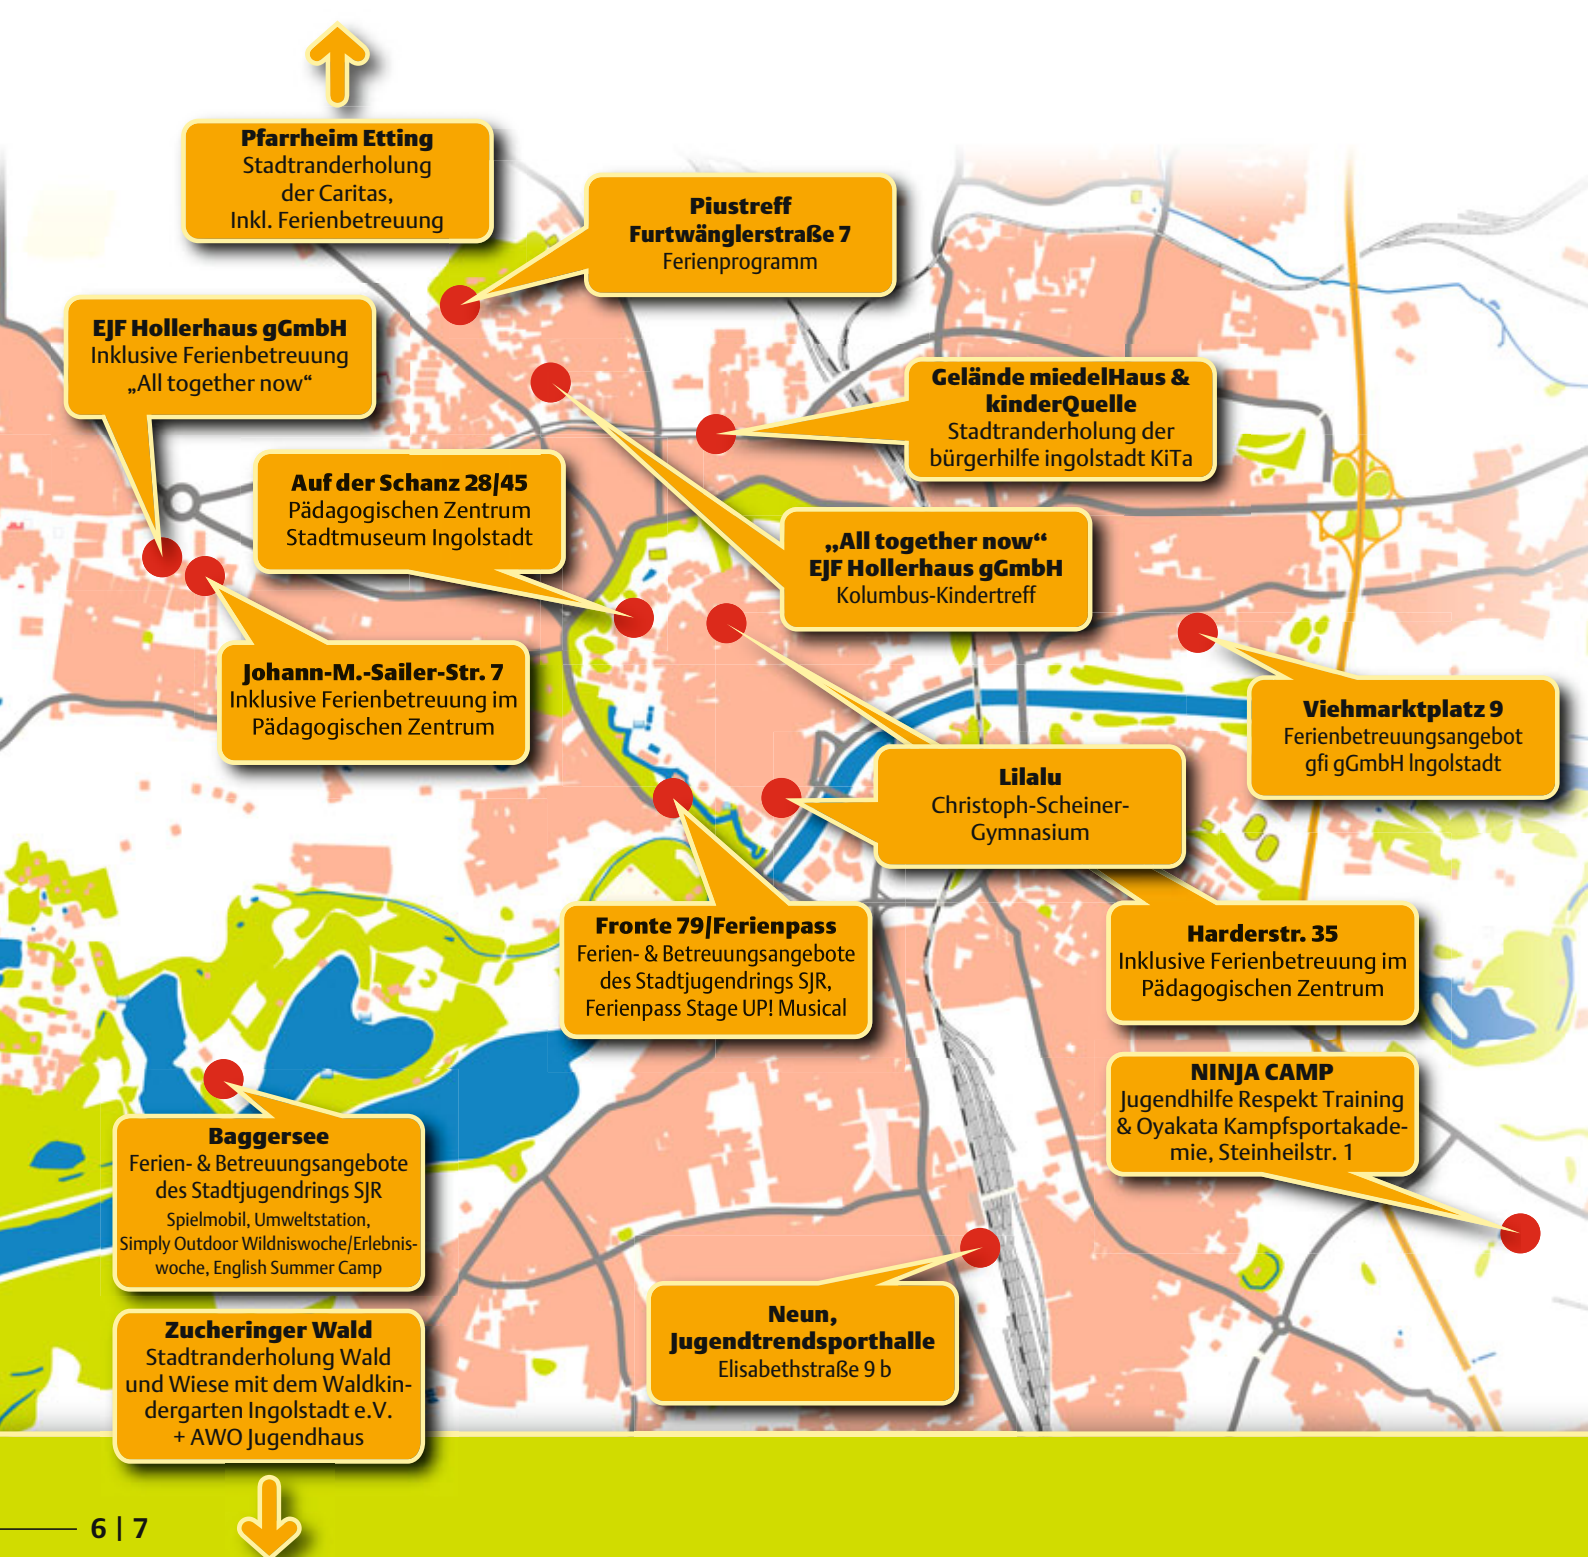 Pfarrheim Etting
Stadtranderholung
der Caritas,
Inkl. Ferienbetreuung
Piustreff
Furtwänglerstraße 7
Ferienprogramm
EJF Hollerhaus gGmbH
Inklusive Ferienbetreuung
„All together now“
Gelände miedelHaus &
kinderQuelle
Stadtranderholung der
bürgerhilfe ingolstadt KiTa
Auf der Schanz 28/45
Pädagogischen Zentrum
Stadtmuseum Ingolstadt
„All together now“
EJF Hollerhaus gGmbH
Kolumbus-Kindertreff
Johann-M.-Sailer-Str. 7
Inklusive Ferienbetreuung im
Pädagogischen Zentrum
Viehmarktplatz 9
Ferienbetreuungsangebot
gfi gGmbH Ingolstadt
Lilalu
Christoph-Scheiner-
Gymnasium
Fronte 79/Ferienpass
Ferien- & Betreuungsangebote
des Stadtjugendrings SJR,
Ferienpass Stage UP! Musical
Harderstr. 35
Inklusive Ferienbetreuung im
Pädagogischen Zentrum
NINJA CAMP
Jugendhilfe Respekt Training
& Oyakata Kampfsportakade-
mie, Steinheilstr. 1
Baggersee
Ferien- & Betreuungsangebote
des Stadtjugendrings SJR
Spielmobil, Umweltstation,
Simply Outdoor Wildniswoche/Erlebnis-
woche, English Summer Camp
Neun,
Jugendtrendsporthalle
Elisabethstraße 9 b
Zucheringer Wald
Stadtranderholung Wald
und Wiese mit dem Waldkin-
dergarten Ingolstadt e.V.
+ AWO Jugendhaus
6 | 7